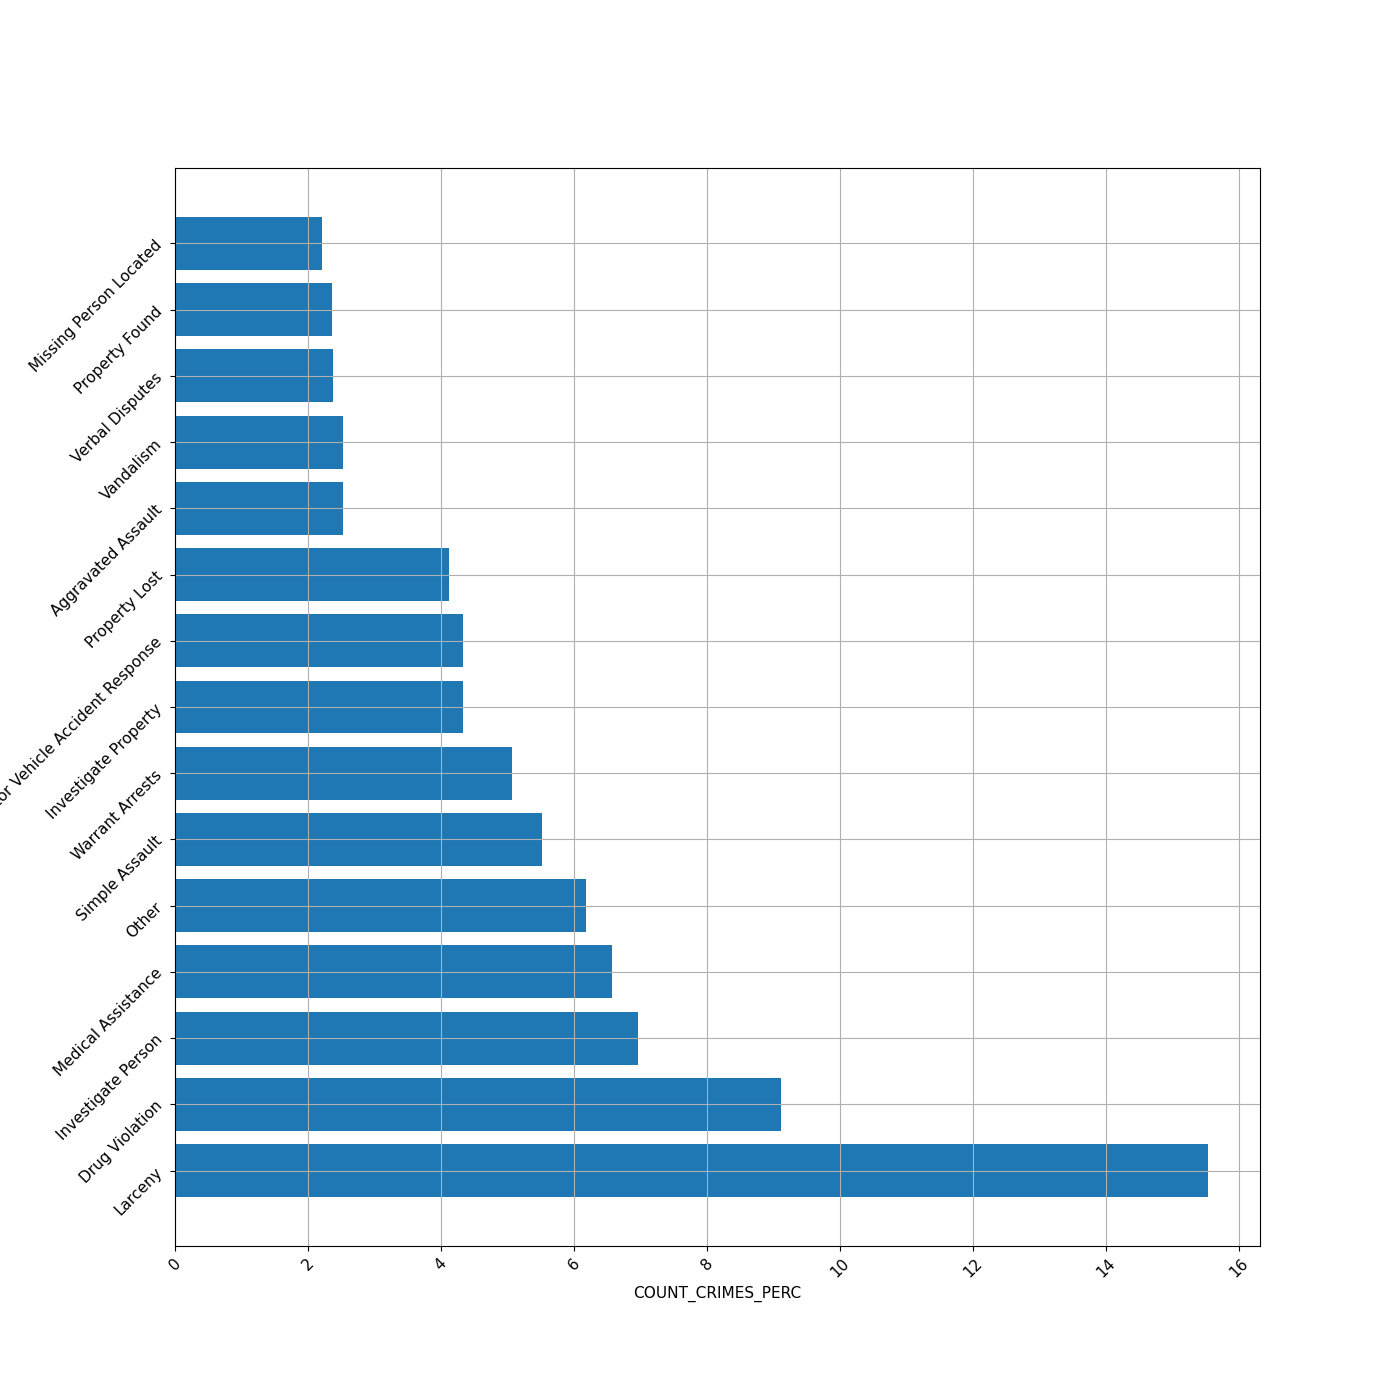 Missing Person Located
Property Found
Verbal Disputes
Vandalism
Aggravated Assault
Property Lost
Vehicle Accident Response
Investigate Property
Warrant Arrests
Simple Assault
Other
Medical Assistance
Investigate Person
Drug Violation
Larceny
0 2 4 6 8 10 12 14 16
COUNT_CRIMES_PERC